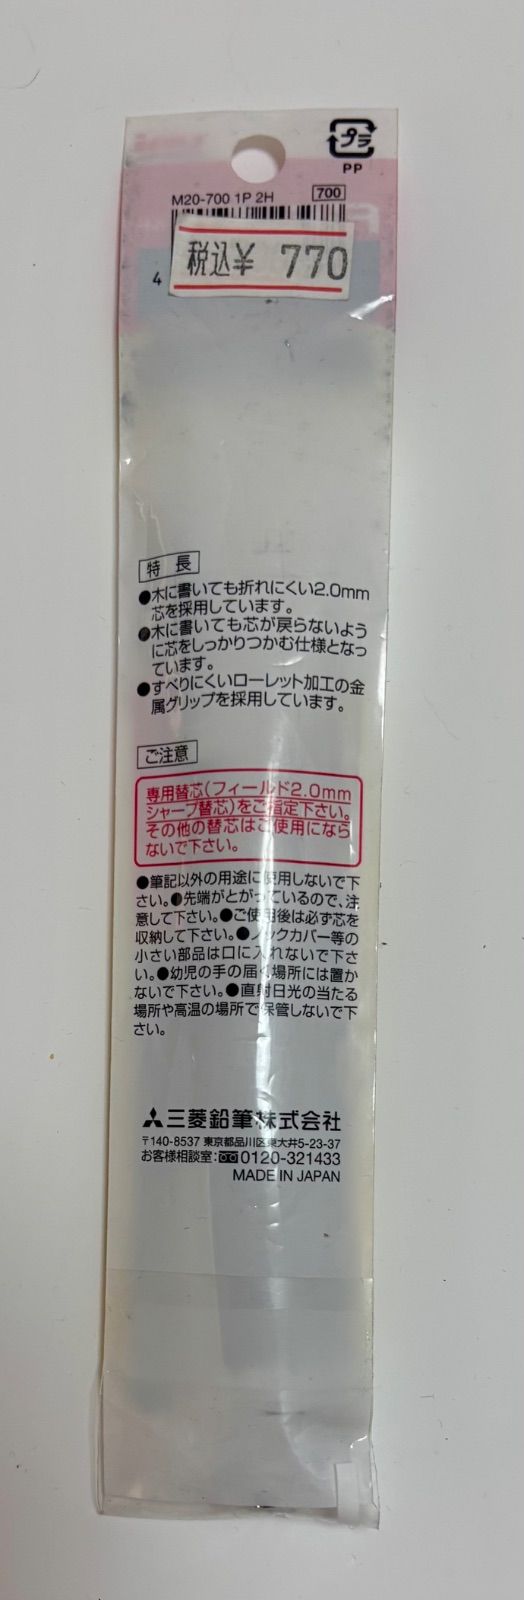 プラ
PP
M20-700 1P 2H 700
税込¥ 770
4
特長
●木に書いても折れにくい2.0mm
芯を採用しています。
●木に書いても芯が戻らないよう
に芯をしっかりつかむ仕様となっ
ています。
●すべりにくいローレット加工の金
属グリップを採用しています。
ご注意
専用替芯(フィールド2.0mm
シャープ替芯)をご指定下さい。
その他の替芯はご使用になら
ないで下さい。
●筆記以外の用途に使用しないで下
さい。●先端がとがっているので、注
意して下さい。●ご使用後は必ず芯を
収納して下さい。●ノックカバー等の
小さい部品は口に入れないで下さ
い。●幼児の手の届く場所には置か
ないで下さい。●直射日光の当たる
場所や高温の場所で保管しないで下
さい。
三菱鉛筆株式会社
〒140-8537 東京都品川区東大井5-23-37
お客様相談室:0120-321433
MADE IN JAPAN